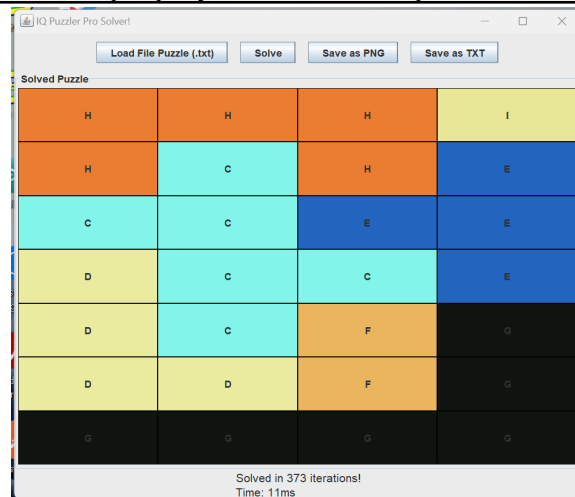 IQ Puzzler Pro Solver!
Load File Puzzle (.txt) Solve Save as PNG Save as TXT
Solved Puzzle
H H H I
H C H E
C C E E
D C C E
D C F G
D D F G
G G G G
Solved in 373 iterations!
Time: 11ms